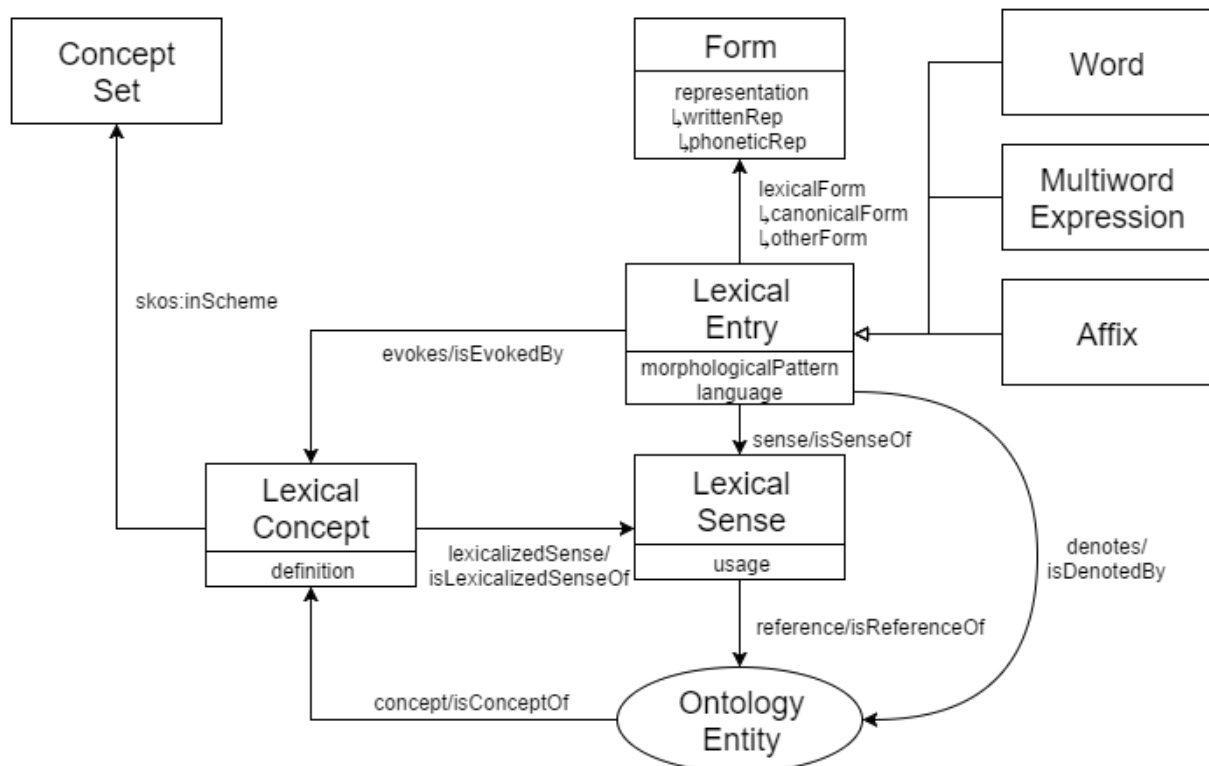 Concept
Set
Form
representation
↳writtenRep
↳phoneticRep
Word
Multiword
Expression
Affix
lexicalForm
↳canonicalForm
↳otherForm
skos:inScheme
Lexical
Entry
morphologicalPattern
language
evokes/isEvokedBy
sense/isSenseOf
Lexical
Concept
definition
lexicalizedSense/
isLexicalizedSenseOf
Lexical
Sense
usage
denotes/
isDenotedBy
reference/isReferenceOf
concept/isConceptOf
Ontology
Entity